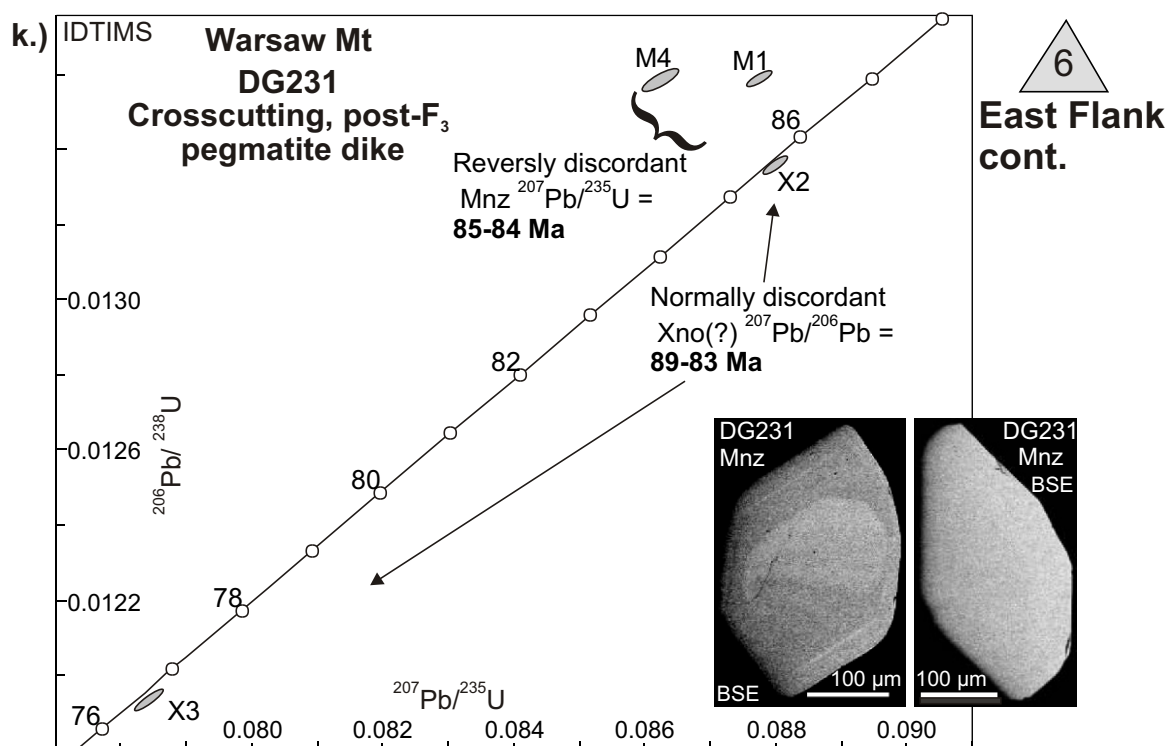 k.)
IDTIMS
Warsaw Mt
DG231
Crosscutting, post-F₃
pegmatite dike
M4
M1
6
East Flank
cont.
86
X2
Reversly discordant
Mnz ²⁰⁷Pb/²³⁵U =
85-84 Ma
Normally discordant
Xno(?) ²⁰⁷Pb/²⁰⁶Pb =
89-83 Ma
0.0130
82
²⁰⁶Pb/ ²³⁸U
0.0126
80
DG231
Mnz
BSE
100 µm
DG231
Mnz
BSE
100 µm
0.0122
78
76
X3
²⁰⁷Pb/²³⁵U
0.080
0.082
0.084
0.086
0.088
0.090